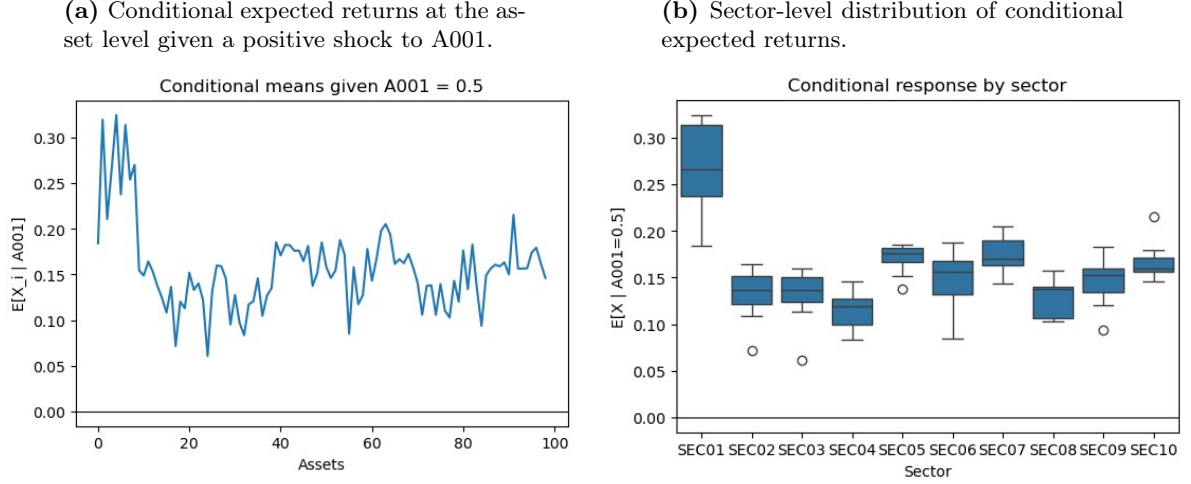 (a) Conditional expected returns at the as-
set level given a positive shock to A001.
Conditional means given A001 = 0.5
E[X_i | A001]
0.30
0.25
0.20
0.15
0.10
0.05
0.00
0 20 40 60 80 100
Assets
(b) Sector-level distribution of conditional
expected returns.
Conditional response by sector
E[X | A001=0.5]
0.30
0.25
0.20
0.15
0.10
0.05
0.00
SEC01 SEC02 SEC03 SEC04 SEC05 SEC06 SEC07 SEC08 SEC09 SEC10
Sector